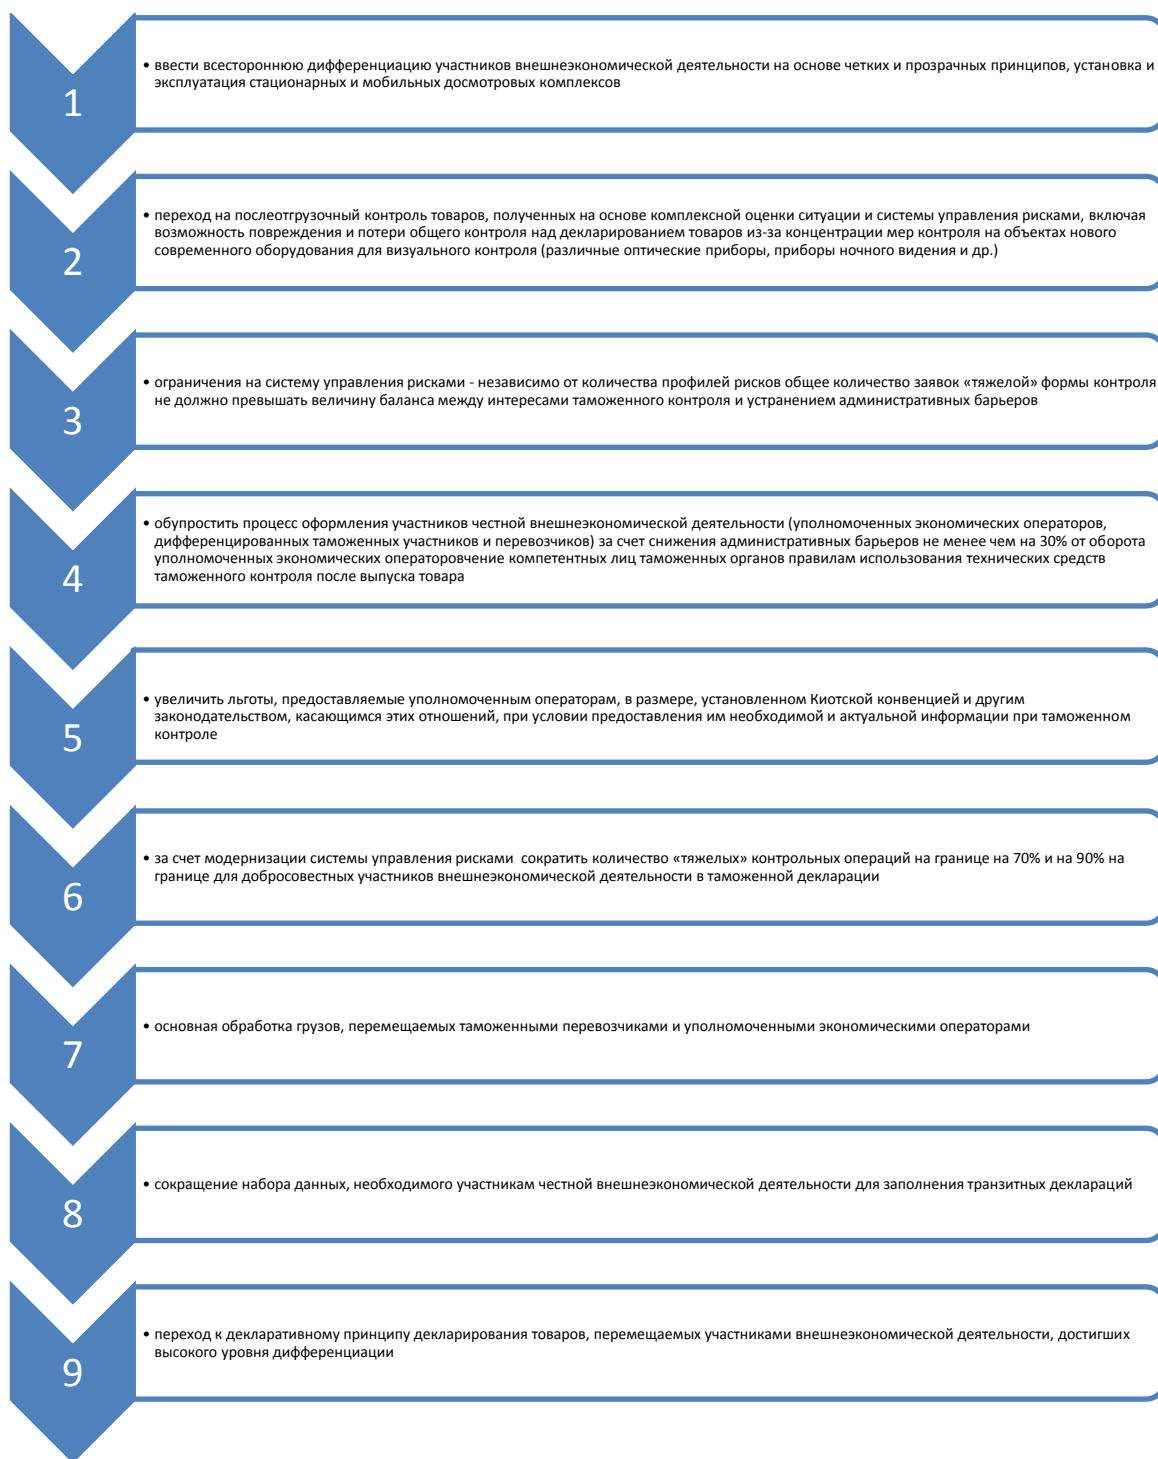 1
• ввести всестороннюю дифференциацию участников внешнеэкономической деятельности на основе четких и прозрачных принципов, установка и
эксплуатация стационарных и мобильных досмотровых комплексов
2
• переход на послеотгрузочный контроль товаров, полученных на основе комплексной оценки ситуации и системы управления рисками, включая
возможность повреждения и потери общего контроля над декларированием товаров из-за концентрации мер контроля на объектах нового
современного оборудования для визуального контроля (различные оптические приборы, приборы ночного видения и др.)
3
• ограничения на систему управления рисками - независимо от количества профилей рисков общее количество заявок «тяжелой» формы контроля
не должно превышать величину баланса между интересами таможенного контроля и устранением административных барьеров
4
• обупростить процесс оформления участников честной внешнеэкономической деятельности (уполномоченных экономических операторов,
дифференцированных таможенных участников и перевозчиков) за счет снижения административных барьеров не менее чем на 30% от оборота
уполномоченных экономических операторовчение компетентных лиц таможенных органов правилам использования технических средств
таможенного контроля после выпуска товара
5
• увеличить льготы, предоставляемые уполномоченным операторам, в размере, установленном Киотской конвенцией и другим
законодательством, касающимся этих отношений, при условии предоставления им необходимой и актуальной информации при таможенном
контроле
6
• за счет модернизации системы управления рисками  сократить количество «тяжелых» контрольных операций на границе на 70% и на 90% на
границе для добросовестных участников внешнеэкономической деятельности в таможенной декларации
7
• основная обработка грузов, перемещаемых таможенными перевозчиками и уполномоченными экономическими операторами
8
• сокращение набора данных, необходимого участникам честной внешнеэкономической деятельности для заполнения транзитных деклараций
9
• переход к декларативному принципу декларирования товаров, перемещаемых участниками внешнеэкономической деятельности, достигших
высокого уровня дифференциации